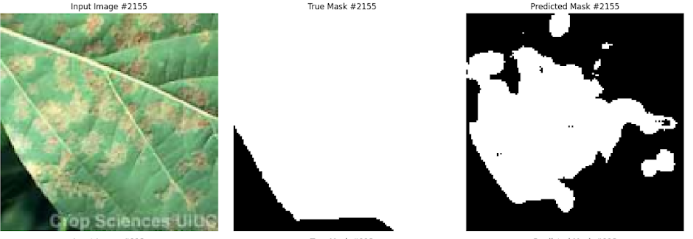 Input Image #2155
True Mask #2155
Predicted Mask #2155
Crop Sciences UIUC